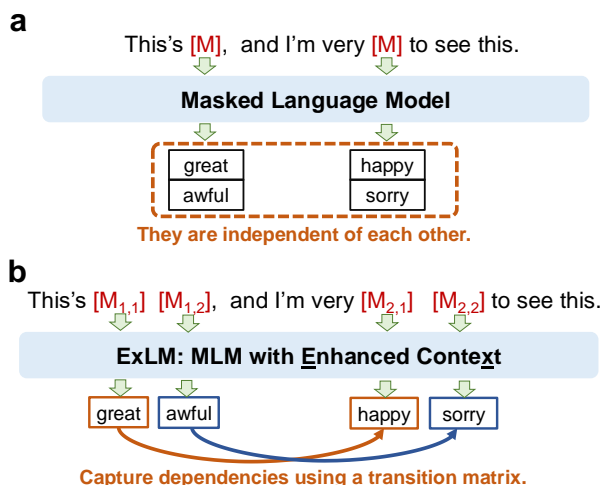 a
This's [M], and I'm very [M] to see this.
Masked Language Model
great happy
awful sorry
They are independent of each other.
b
This's [M1,1] [M1,2], and I'm very [M2,1] [M2,2] to see this.
ExLM: MLM with Enhanced Context
great awful happy sorry
Capture dependencies using a transition matrix.